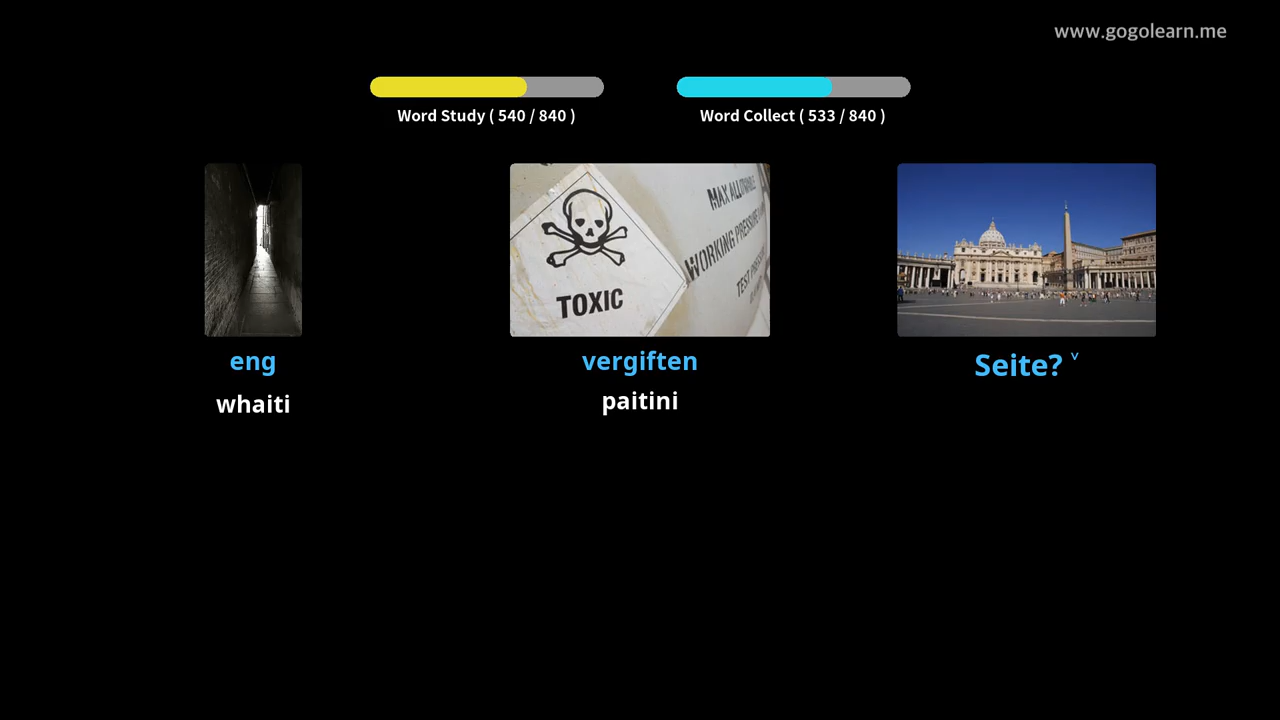 www.gogolearn.me
Word Study ( 540 / 840 )
Word Collect ( 533 / 840 )
TOXIC
MAX ALLOWABLE
WORKING PRESSURE
TEST
eng
vergiften
Seite? v
whaiti
paitini